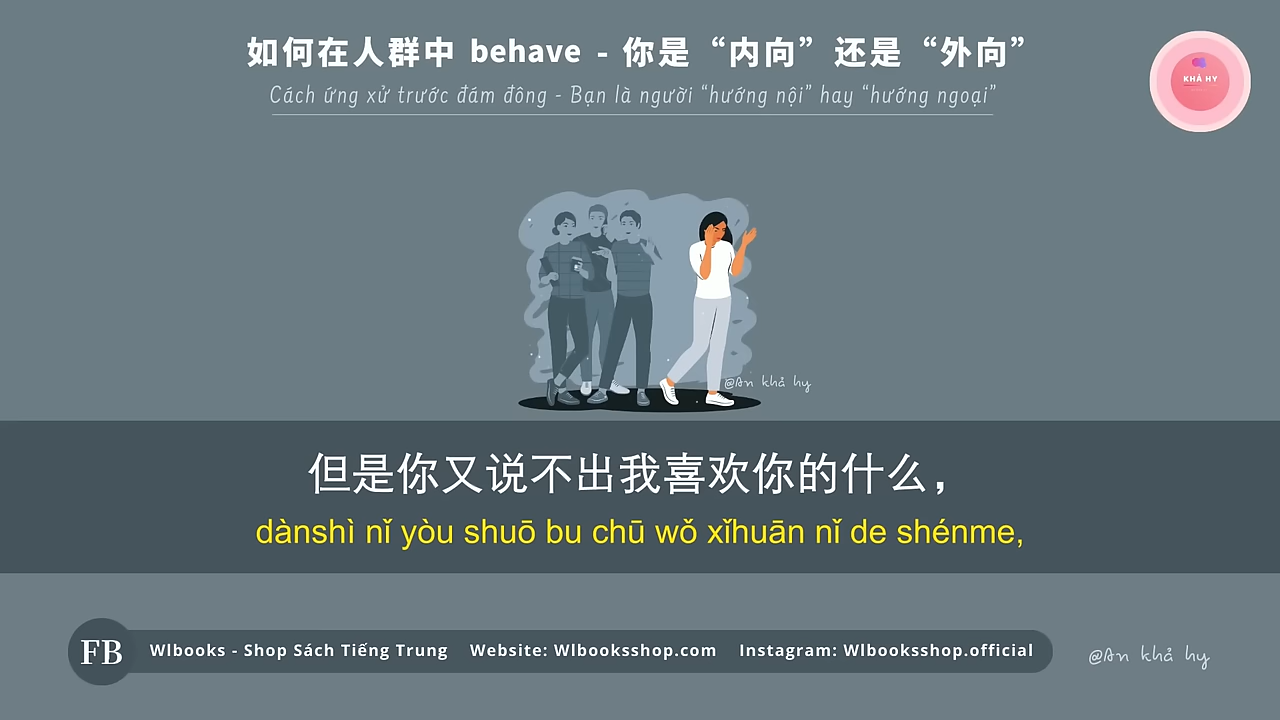 如何在人群中 behave - 你是“内向”还是“外向”
Cách ứng xử trước đám đông - Bạn là người “hướng nội” hay “hướng ngoại”
KHẢ HY
@An khả hy
但是你又说不出我喜欢你的什么，
dànshì nǐ yòu shuō bu chū wǒ xǐhuān nǐ de shénme,
FB Wlbooks - Shop Sách Tiếng Trung Website: Wlbooksshop.com Instagram: Wlbooksshop.official
@An khả hy